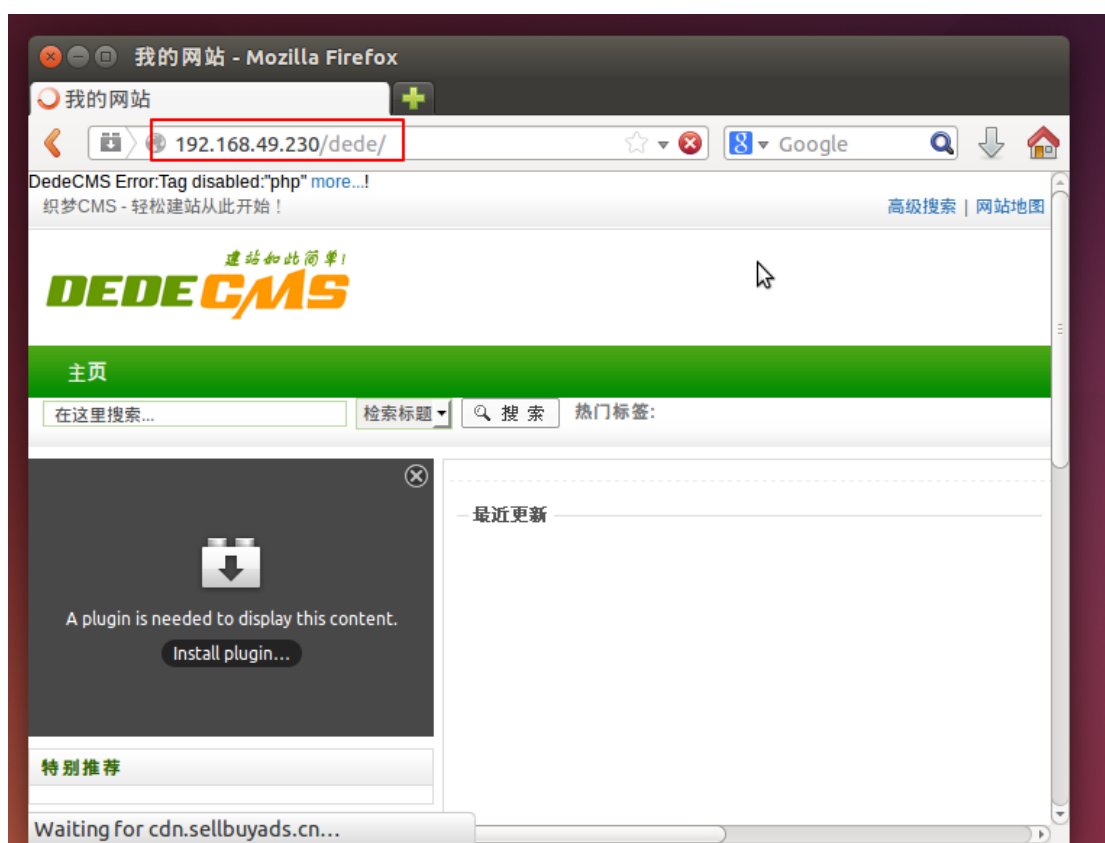 我的网站 - Mozilla Firefox
我的网站
192.168.49.230/dede/
8 Google
DedeCMS Error:Tag disabled:"php" more...!
织梦CMS - 轻松建站从此开始！
高级搜索 | 网站地图
建站如此简单!
DEDECMS
主页
在这里搜索...
检索标题
搜 索
热门标签:
最近更新
A plugin is needed to display this content.
Install plugin...
特别推荐
Waiting for cdn.sellbuyads.cn...